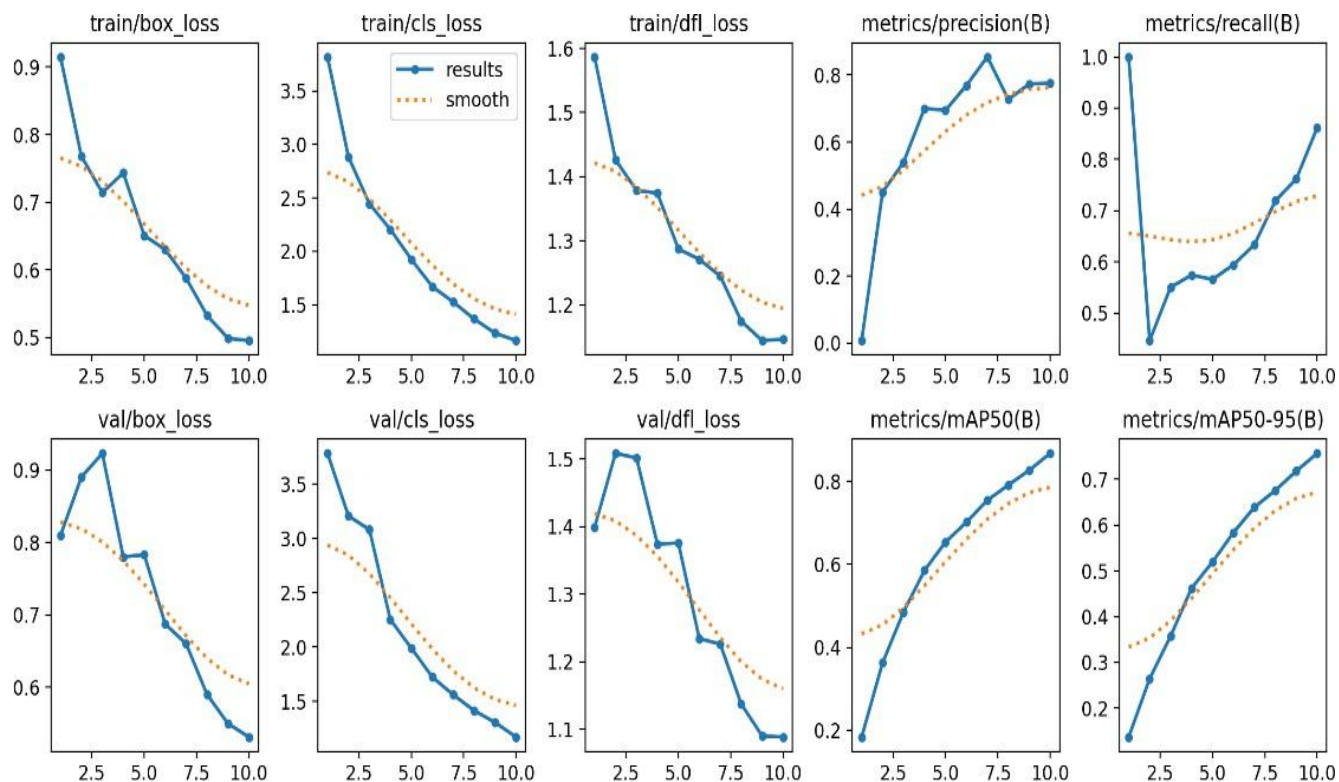 train/box_loss
train/cls_loss
train/dfl_loss
metrics/precision(B)
metrics/recall(B)
0.9
0.8
0.7
0.6
0.5
2.5 5.0 7.5 10.0
3.5
3.0
2.5
2.0
1.5
results
smooth
2.5 5.0 7.5 10.0
1.6
1.5
1.4
1.3
1.2
2.5 5.0 7.5 10.0
0.8
0.6
0.4
0.2
0.0
2.5 5.0 7.5 10.0
1.0
0.9
0.8
0.7
0.6
0.5
2.5 5.0 7.5 10.0
val/box_loss
val/cls_loss
val/dfl_loss
metrics/mAP50(B)
metrics/mAP50-95(B)
0.9
0.8
0.7
0.6
2.5 5.0 7.5 10.0
3.5
3.0
2.5
2.0
1.5
2.5 5.0 7.5 10.0
1.5
1.4
1.3
1.2
1.1
2.5 5.0 7.5 10.0
0.8
0.6
0.4
0.2
2.5 5.0 7.5 10.0
0.7
0.6
0.5
0.4
0.3
0.2
2.5 5.0 7.5 10.0